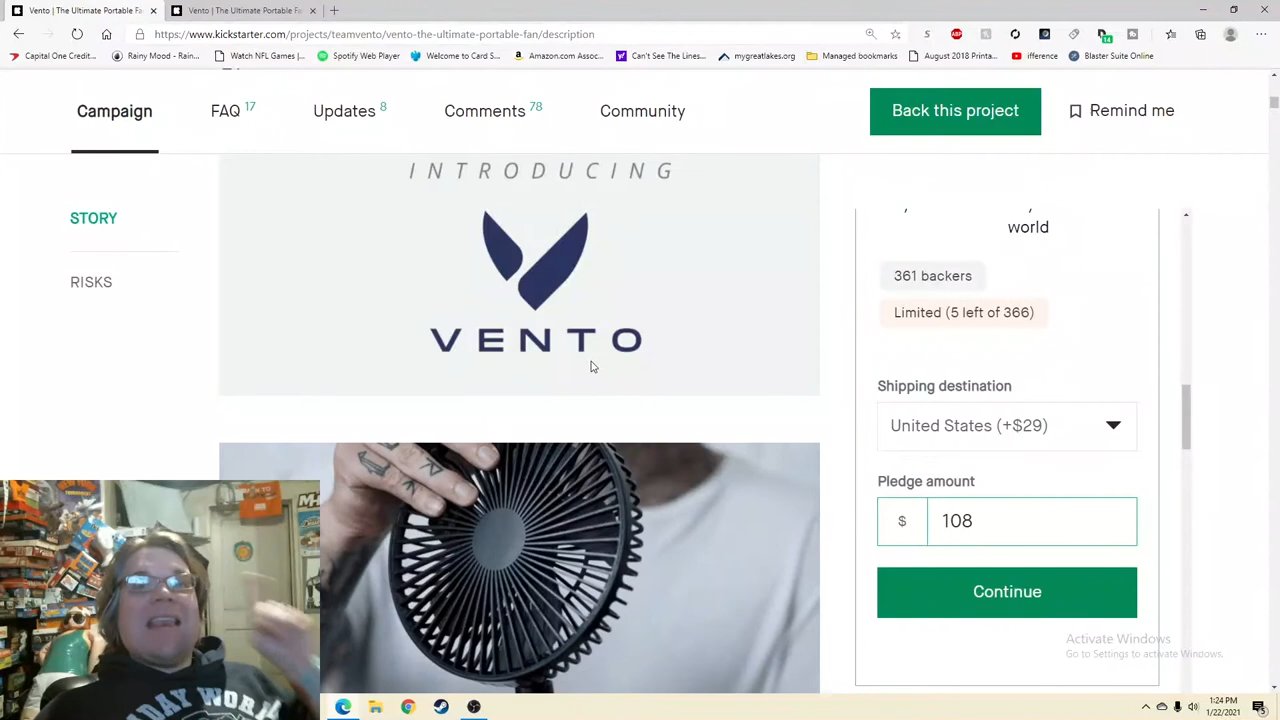 Vento | The Ultimate Portable Fa
Vento | The Ultimate Portable Fan
https://www.kickstarter.com/projects/teamvento/vento-the-ultimate-portable-fan/description
Capital One Credit...
Rainy Mood - Rainy...
Watch NFL Games |...
Spotify Web Player
Welcome to Card S...
Amazon.com Assoc...
Can't See The Lines...
mygreatlakes.org
Managed bookmarks
August 2018 Printa...
ifference
Blaster Suite Online
Campaign
FAQ 17
Updates 8
Comments 78
Community
Back this project
Remind me
INTRODUCING
VENTO
STORY
RISKS
world
361 backers
Limited (5 left of 366)
Shipping destination
United States (+$29)
Pledge amount
$ 108
Continue
Activate Windows
Go to Settings to activate Windows.
1:24 PM
1/22/2021